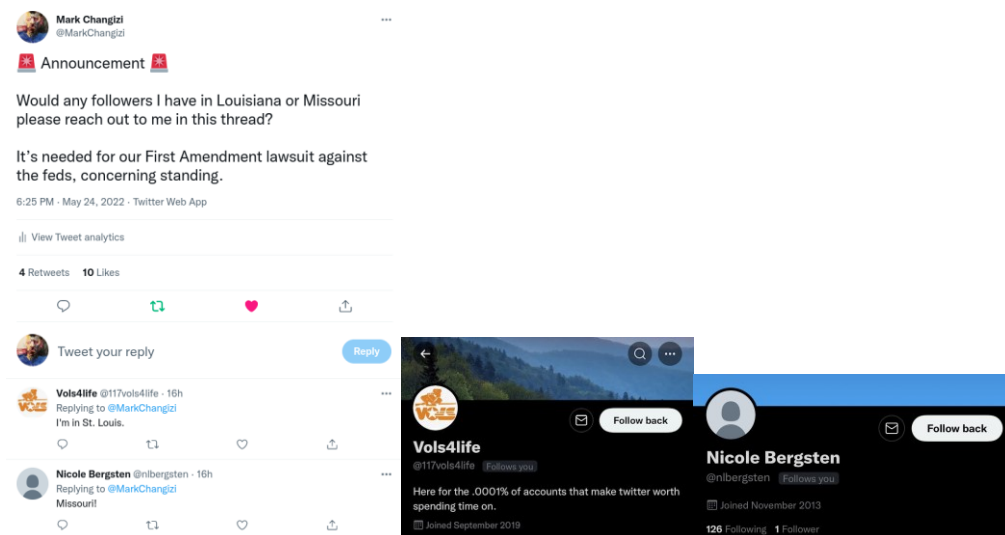 Mark Changizi
@MarkChangizi
🚨 Announcement 🚨
Would any followers I have in Louisiana or Missouri
please reach out to me in this thread?
It's needed for our First Amendment lawsuit against
the feds, concerning standing.
6:25 PM · May 24, 2022 · Twitter Web App
View Tweet analytics
4 Retweets 10 Likes
Tweet your reply
Reply
Vols4life @117vols4life · 16h
Replying to @MarkChangizi
I'm in St. Louis.
Nicole Bergsten @nlbergsten · 16h
Replying to @MarkChangizi
Missouri!
VOLS
Follow back
Vols4life
@117vols4life Follows you
Here for the .0001% of accounts that make twitter worth
spending time on.
Joined September 2019
Follow back
Nicole Bergsten
@nlbergsten Follows you
Joined November 2013
126 Following 1 Follower